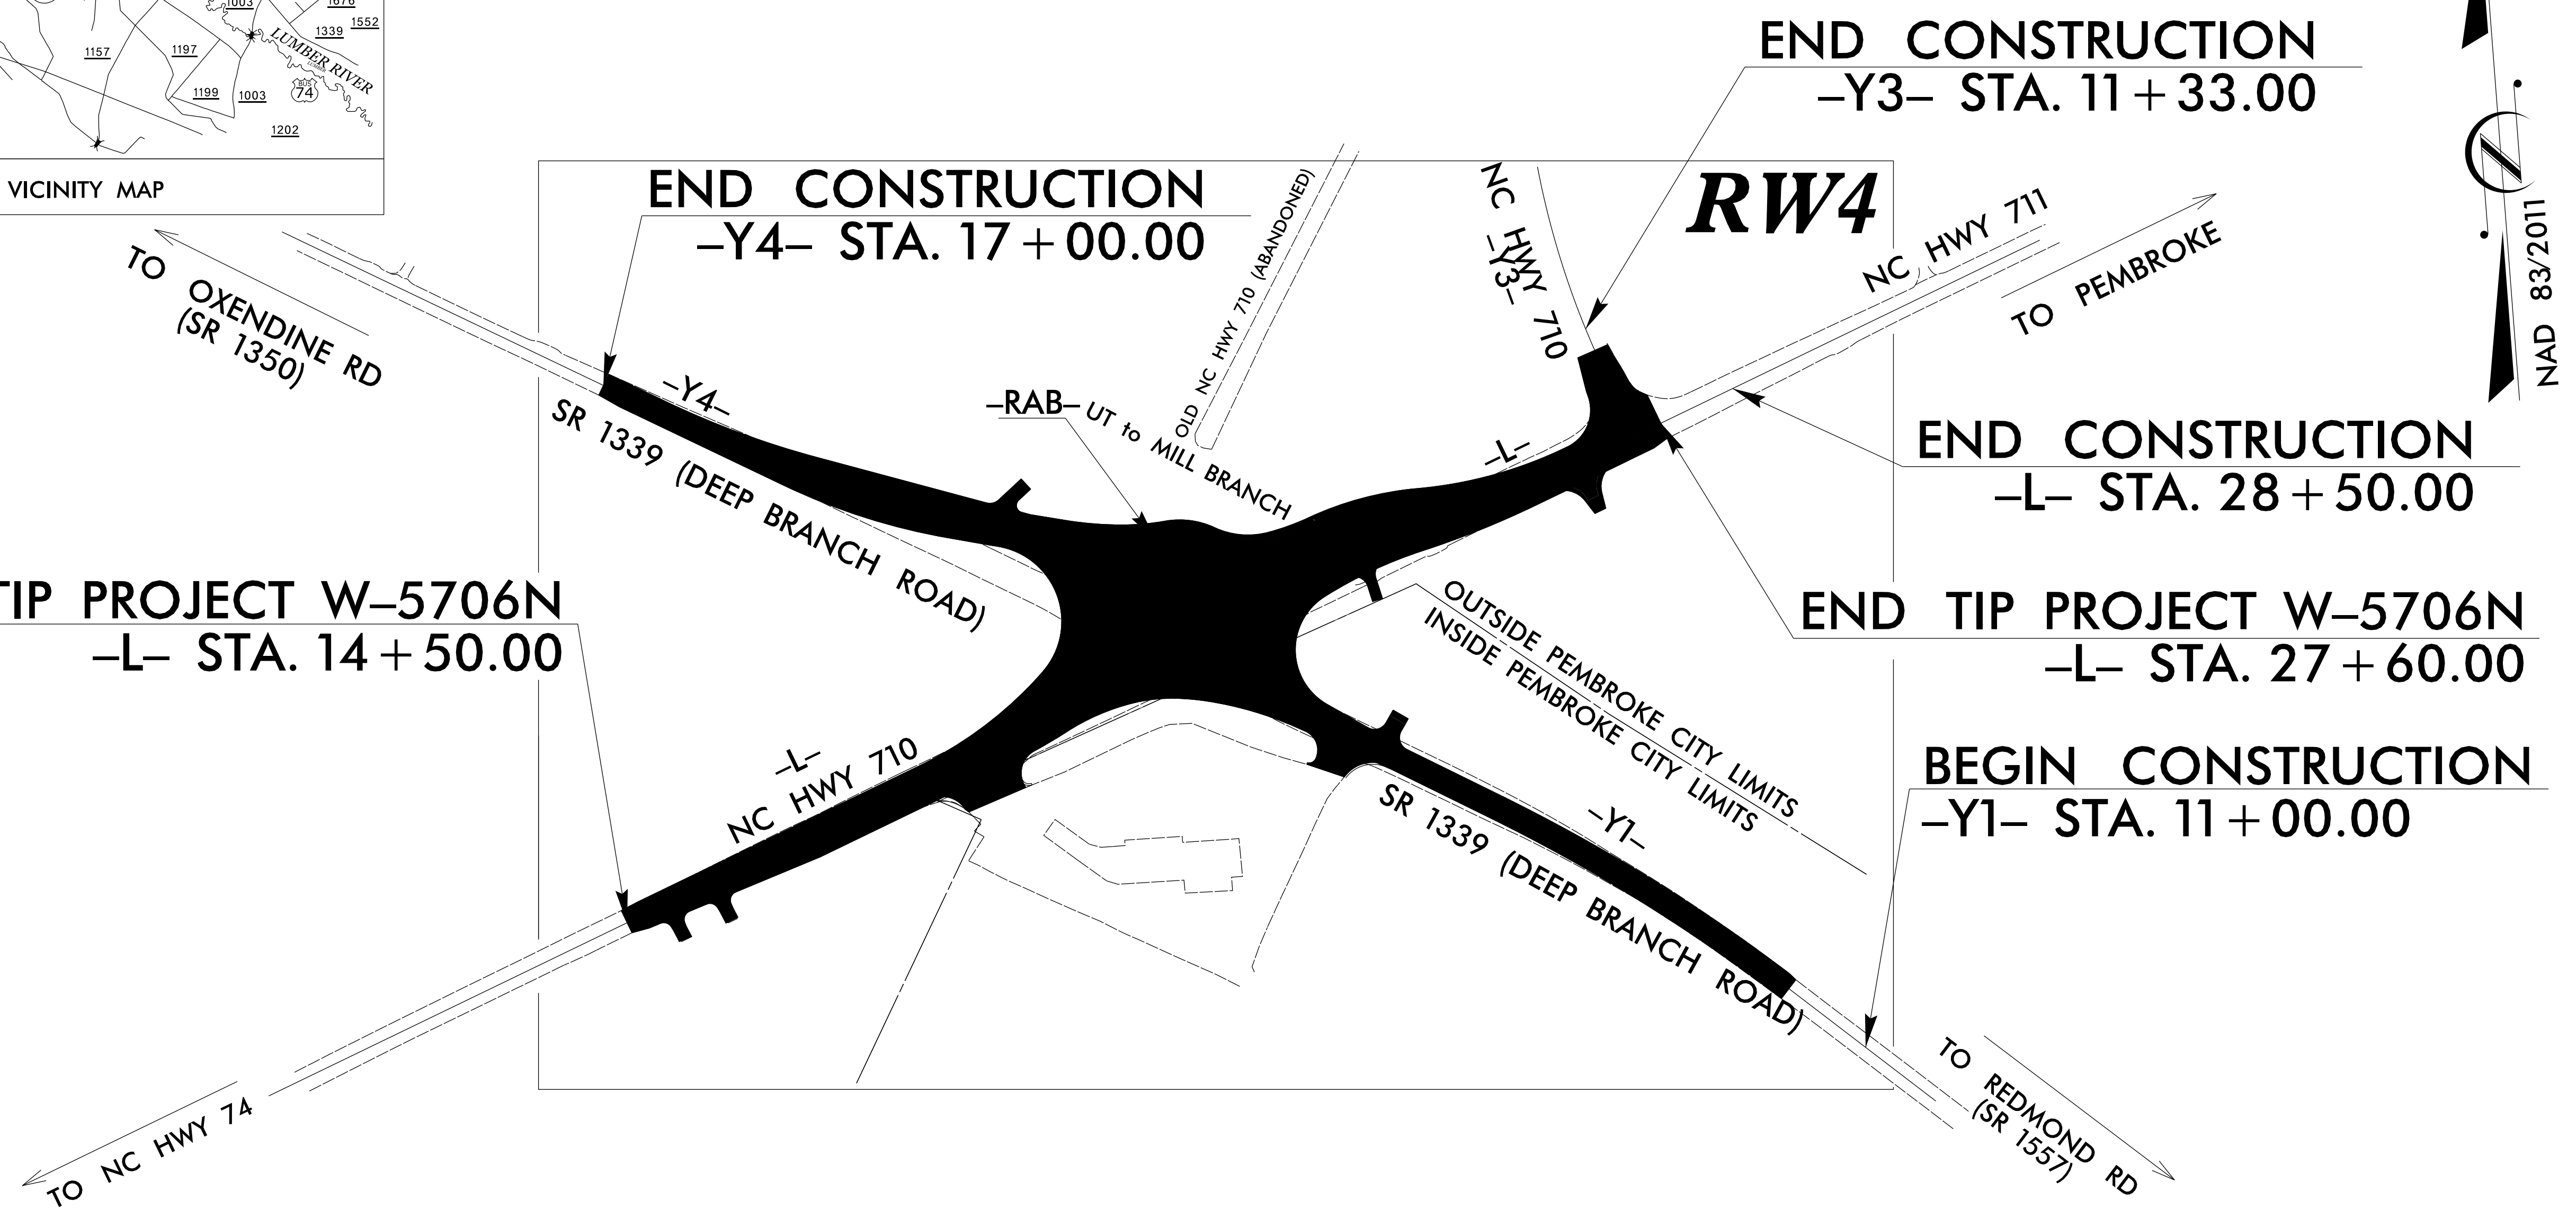 1003
1676
1339
1552
1157
1197
LUMBER RIVER
BUS
74
1199
1003
1202
VICINITY MAP
END CONSTRUCTION
–Y3– STA. 11+33.00
END CONSTRUCTION
–Y4– STA. 17+00.00
OLD NC HWY 710 (ABANDONED)
NC HWY 710
–Y3–
RW4
NC HWY 711
TO PEMBROKE
NAD 83/2011
TO OXENDINE RD
(SR 1350)
–Y4–
SR 1339 (DEEP BRANCH ROAD)
–RAB–
UT to MILL BRANCH
–L–
END CONSTRUCTION
–L– STA. 28+50.00
TIP PROJECT W–5706N
–L– STA. 14+50.00
OUTSIDE PEMBROKE CITY LIMITS
INSIDE PEMBROKE CITY LIMITS
END TIP PROJECT W–5706N
–L– STA. 27+60.00
–L–
NC HWY 710
BEGIN CONSTRUCTION
–Y1– STA. 11+00.00
–Y1–
SR 1339 (DEEP BRANCH ROAD)
TO NC HWY 74
TO REDMOND RD
(SR 1557)